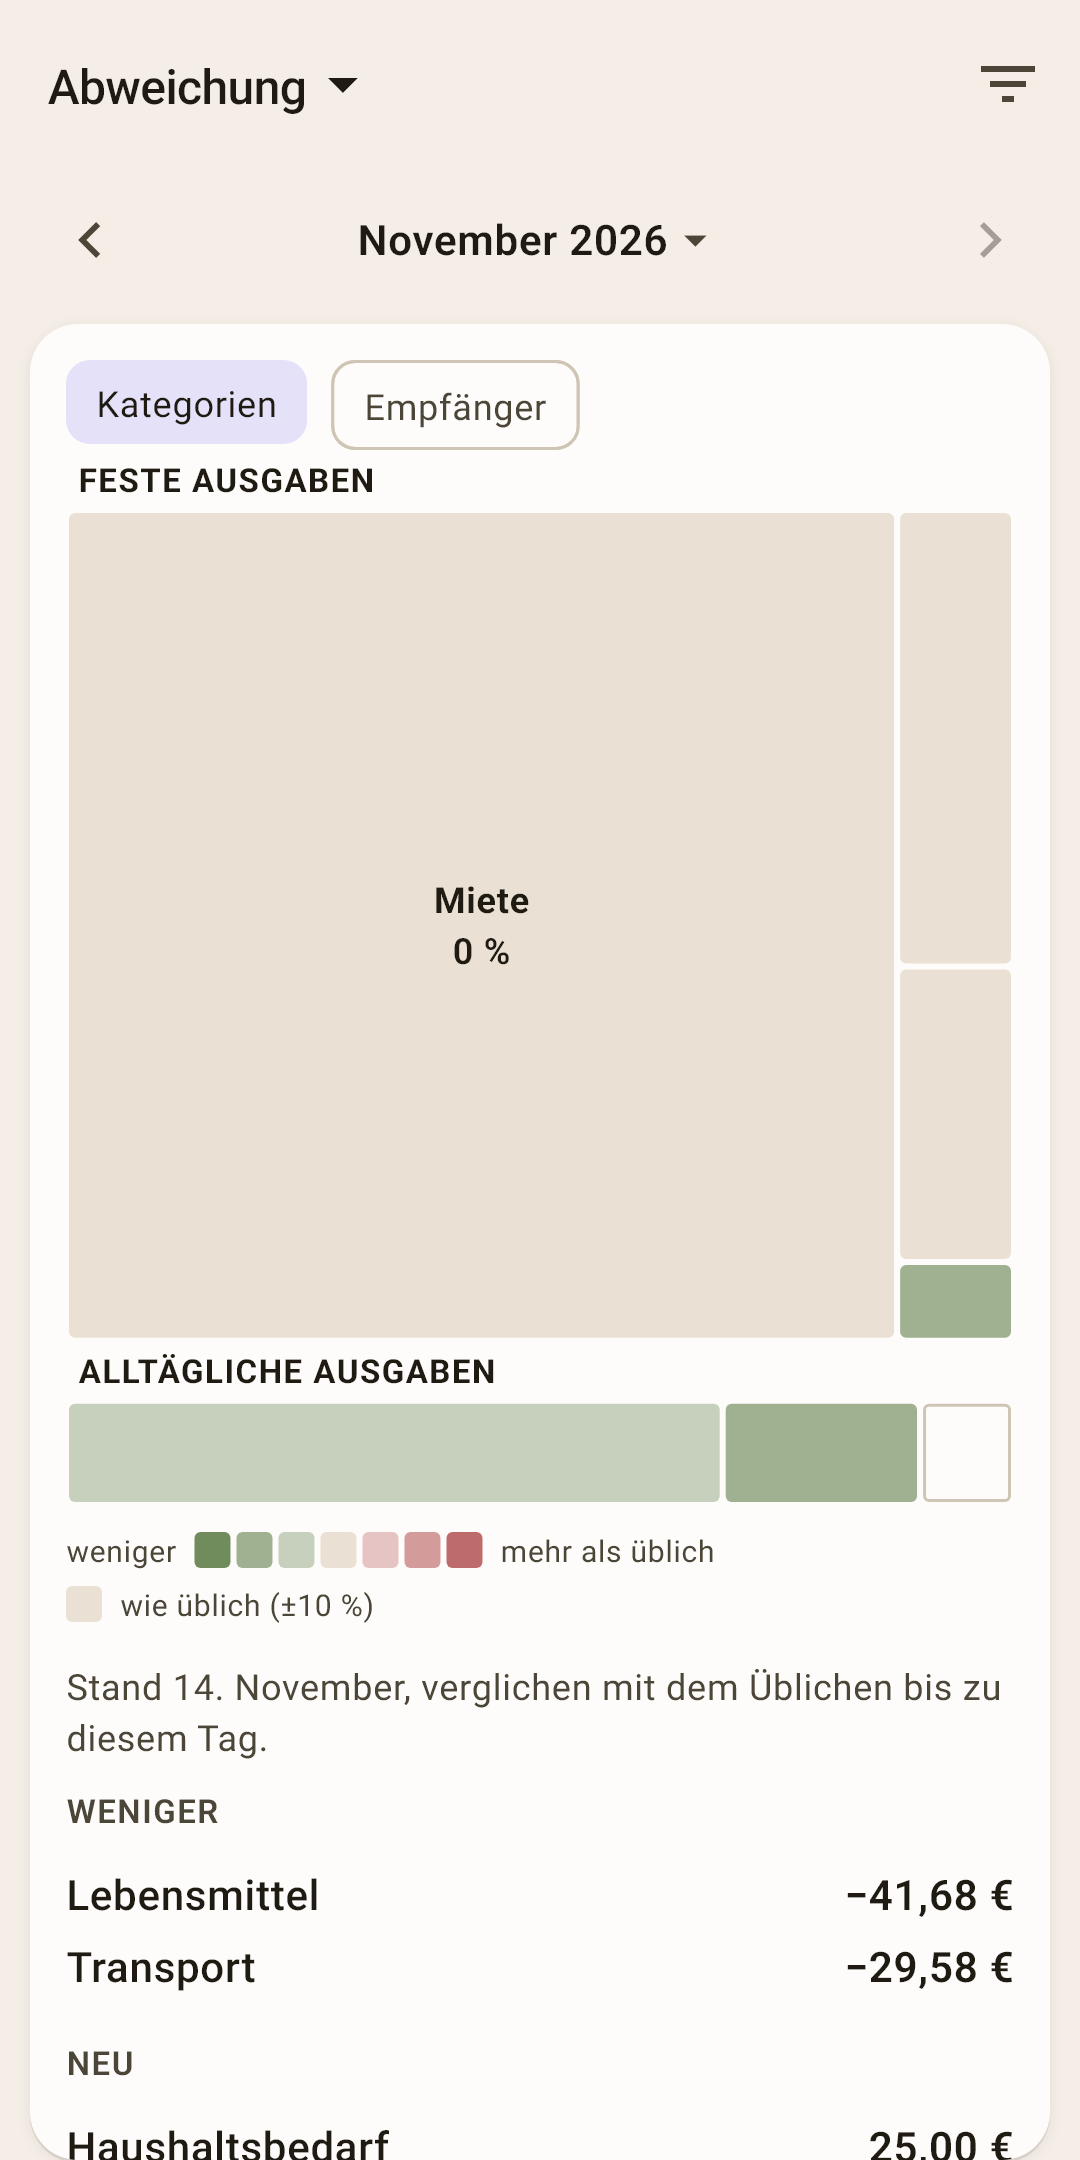 Abweichung
November 2026
Kategorien
Empfänger
FESTE AUSGABEN
Miete
0 %
ALLTÄGLICHE AUSGABEN
weniger mehr als üblich
wie üblich (±10 %)
Stand 14. November, verglichen mit dem Üblichen bis zu
diesem Tag.
WENIGER
Lebensmittel −41,68 €
Transport −29,58 €
NEU
Haushaltsbedarf 25,00 €